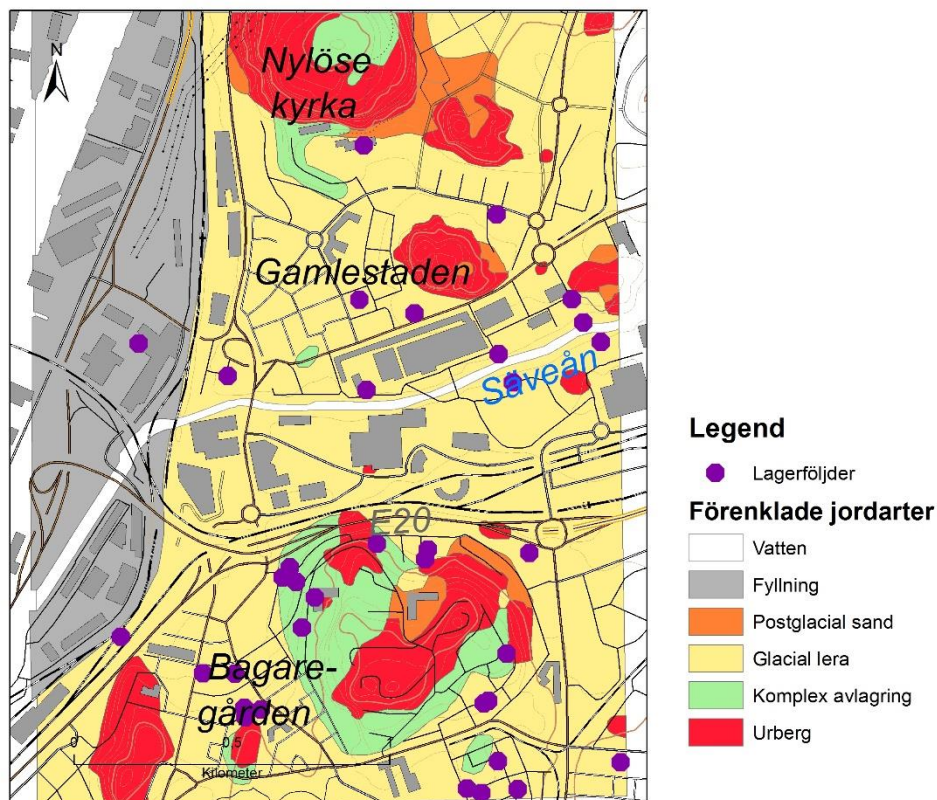 N
Nylöse
kyrka
Gamlestaden
Säveån
E20
Bagare-
gården
0 0.5 1
Kilometer
Legend
Lagerföljder
Förenklade jordarter
Vatten
Fyllning
Postglacial sand
Glacial lera
Komplex avlagring
Urberg